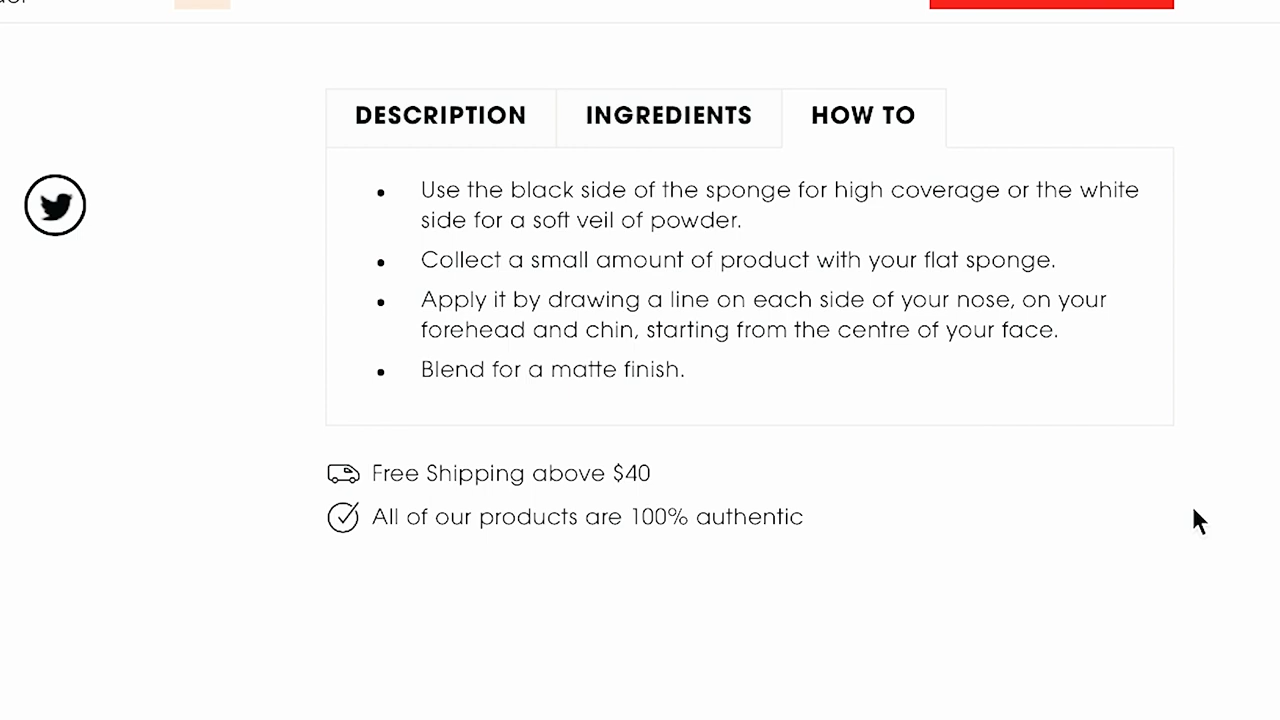 DESCRIPTION INGREDIENTS HOW TO
• Use the black side of the sponge for high coverage or the white
side for a soft veil of powder.
• Collect a small amount of product with your flat sponge.
• Apply it by drawing a line on each side of your nose, on your
forehead and chin, starting from the centre of your face.
• Blend for a matte finish.
Free Shipping above $40
All of our products are 100% authentic